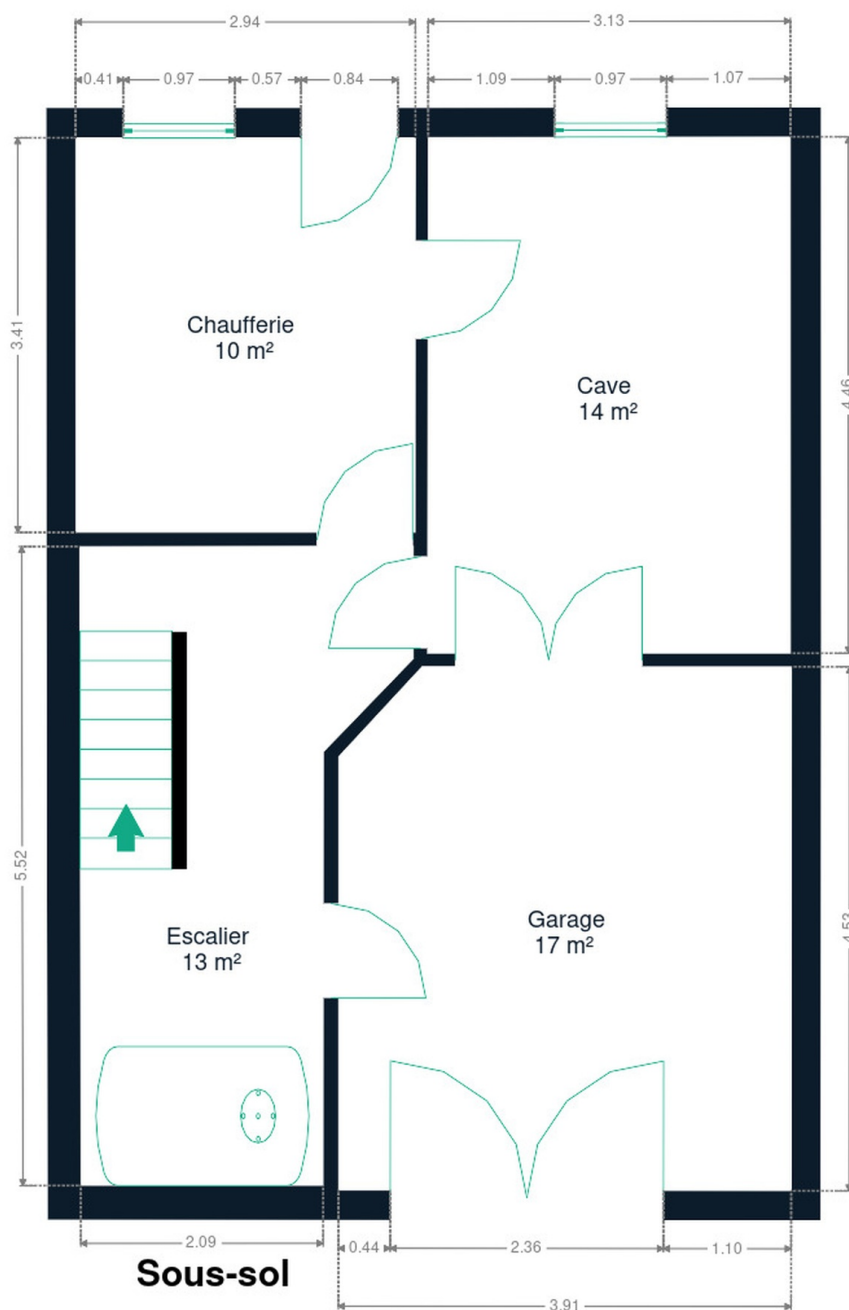 2.94
3.13
0.41
0.97
0.57
0.84
1.09
0.97
1.07
3.41
4.46
Chaufferie
10 m²
Cave
14 m²
5.52
4.53
Escalier
13 m²
Garage
17 m²
2.09
0.44
2.36
1.10
Sous-sol
3.91